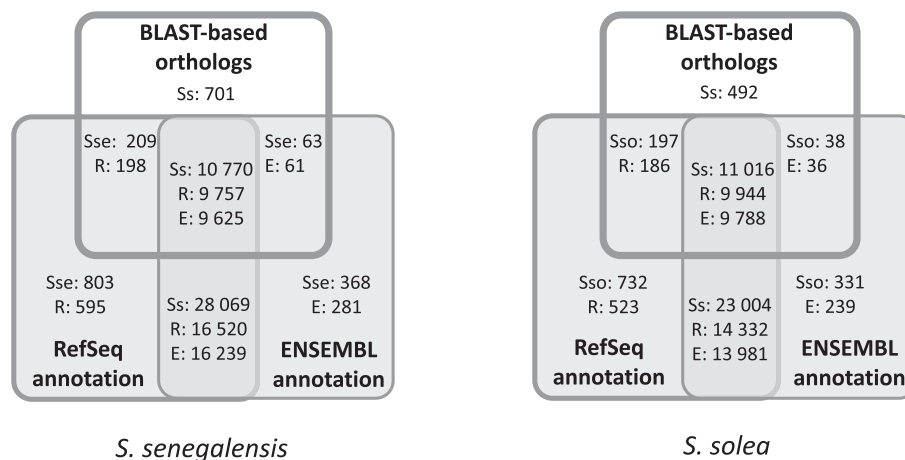 BLAST-based
orthologs
Ss: 701
Sse: 209
R: 198
Ss: 10 770
R: 9 757
E: 9 625
Sse: 63
E: 61
Sse: 803
R: 595
Ss: 28 069
R: 16 520
E: 16 239
Sse: 368
E: 281
RefSeq
annotation
ENSEMBL
annotation
S. senegalensis
BLAST-based
orthologs
Ss: 492
Sso: 197
R: 186
Ss: 11 016
R: 9 944
E: 9 788
Sso: 38
E: 36
Sso: 732
R: 523
Ss: 23 004
R: 14 332
E: 13 981
Sso: 331
E: 239
RefSeq
annotation
ENSEMBL
annotation
S. solea